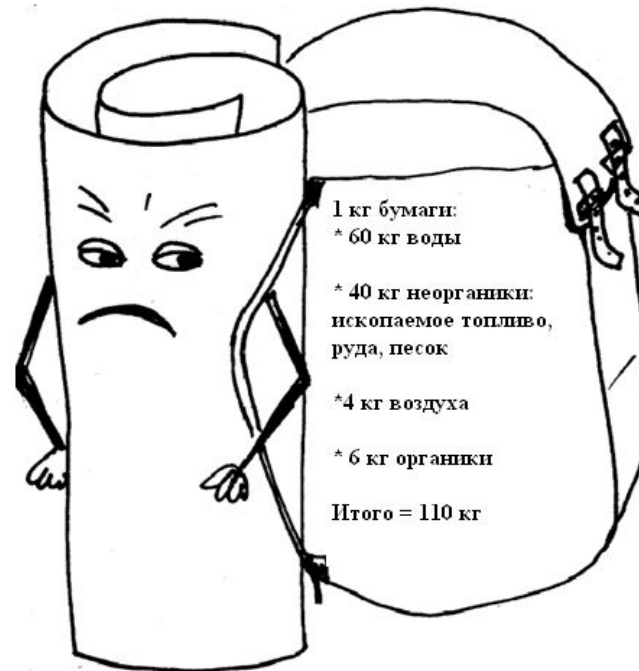 1 кг бумаги:
* 60 кг воды
* 40 кг неорганики:
ископаемое топливо,
руда, песок
*4 кг воздуха
* 6 кг органики
Итого = 110 кг